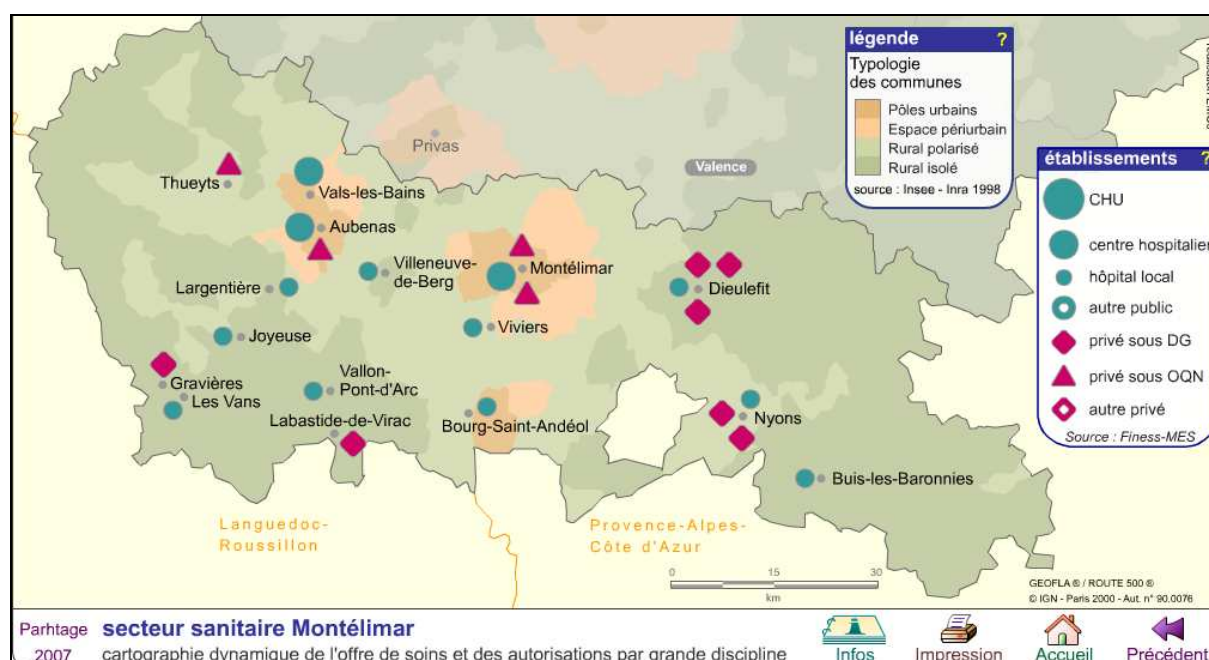 légende ?
Typologie
des communes
Pôles urbains
Espace périurbain
Rural polarisé
Rural isolé
source : Insee - Inra 1998
établissements ?
CHU
centre hospitalier
hôpital local
autre public
privé sous DG
privé sous OQN
autre privé
Source : Finess-MES
Privas
Valence
Thueyts
Vals-les-Bains
Aubenas
Villeneuve-
de-Berg
Montélimar
Largentière
Dieulefit
Viviers
Joyeuse
Gravières
Les Vans
Vallon-
Pont-d'Arc
Labastide-de-Virac
Bourg-Saint-Andéol
Nyons
Buis-les-Baronnies
Languedoc-
Roussillon
Provence-Alpes-
Côte d'Azur
0 15 30
km
GEOFLA ® / ROUTE 500 ®
© IGN - Paris 2000 - Aut. n° 90.0076
Parhtage
2007
secteur sanitaire Montélimar
cartographie dynamique de l'offre de soins et des autorisations par grande discipline
Infos
Impression
Accueil
Précédent